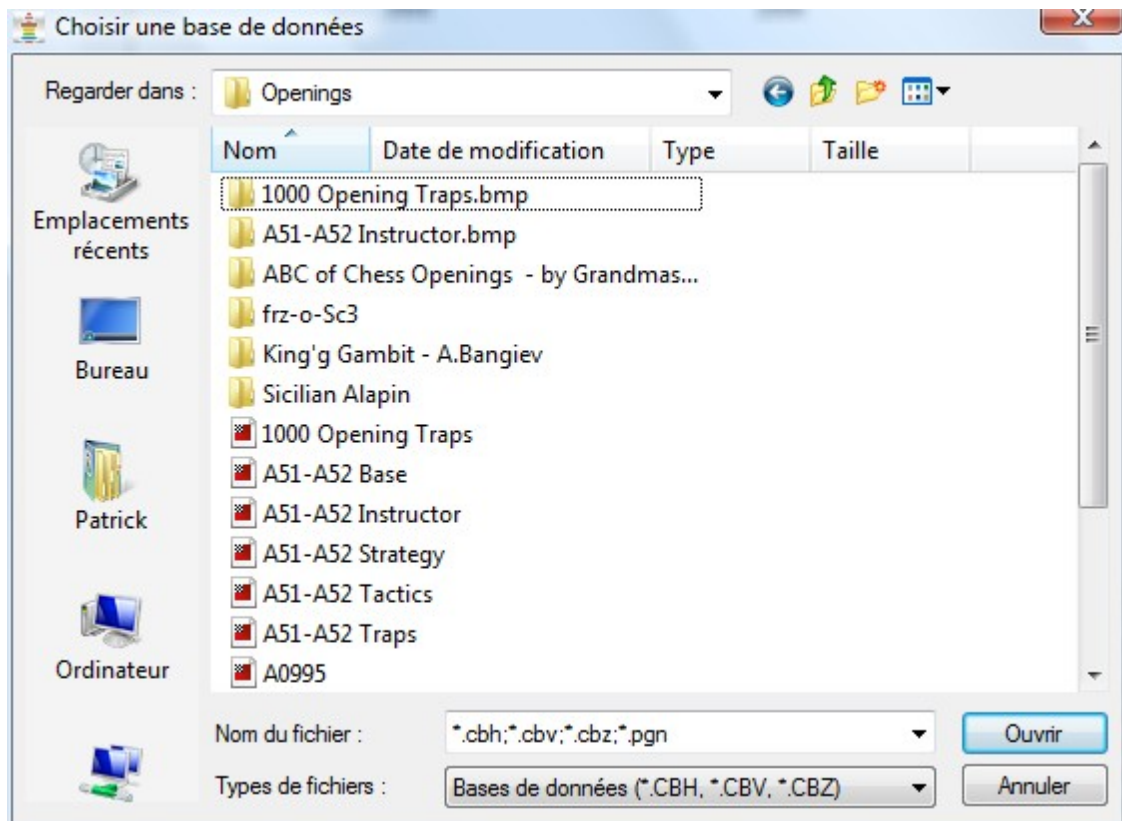 Choisir une base de données
Regarder dans :
Openings
Nom
Date de modification
Type
Taille
Emplacements
récents
Bureau
Patrick
Ordinateur
1000 Opening Traps.bmp
A51-A52 Instructor.bmp
ABC of Chess Openings  - by Grandmas...
frz-o-Sc3
King'g Gambit - A.Bangiev
Sicilian Alapin
1000 Opening Traps
A51-A52 Base
A51-A52 Instructor
A51-A52 Strategy
A51-A52 Tactics
A51-A52 Traps
A0995
Nom du fichier :
*.cbh;*.cbv;*.cbz;*.pgn
Ouvrir
Types de fichiers :
Bases de données (*.CBH, *.CBV, *.CBZ)
Annuler